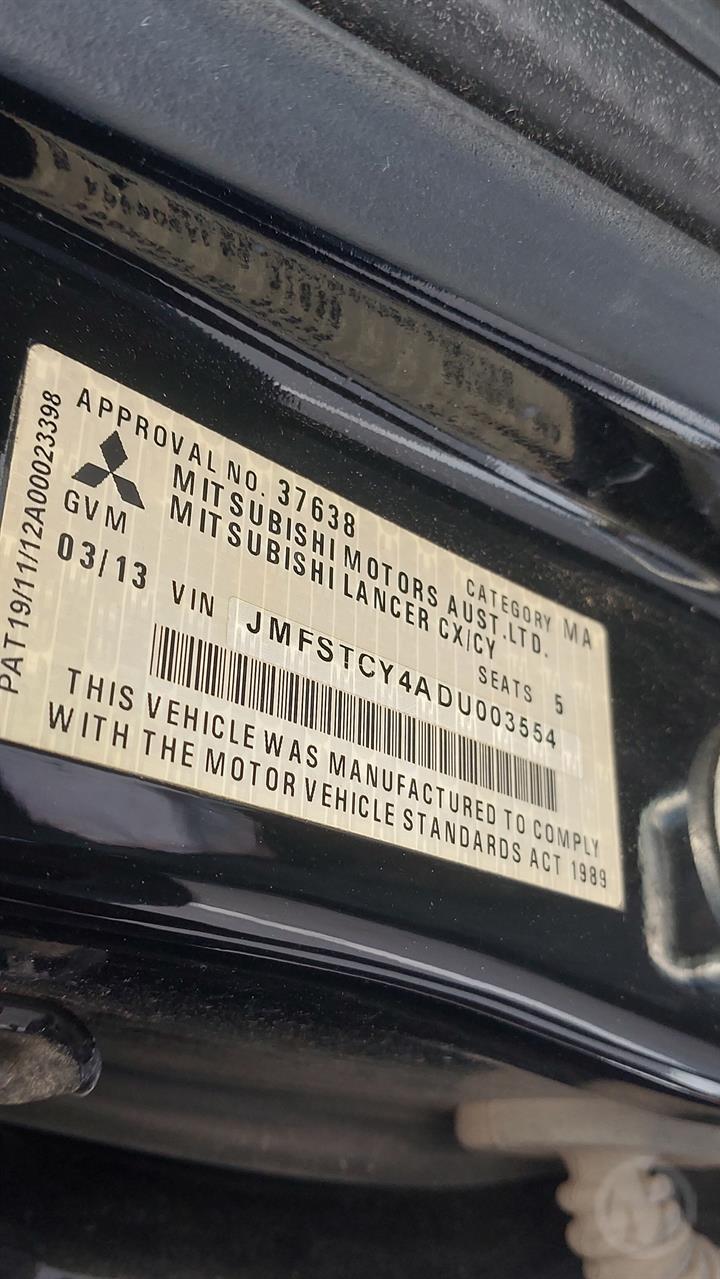 PAT19/11/12A00023398
APPROVAL NO. 37638
CATEGORY MA
MITSUBISHI MOTORS AUST.LTD.
GVM
MITSUBISHI LANCER CX/CY
03/13
SEATS 5
VIN JMFSTCY4ADU003554
THIS VEHICLE WAS MANUFACTURED TO COMPLY
WITH THE MOTOR VEHICLE STANDARDS ACT 1989